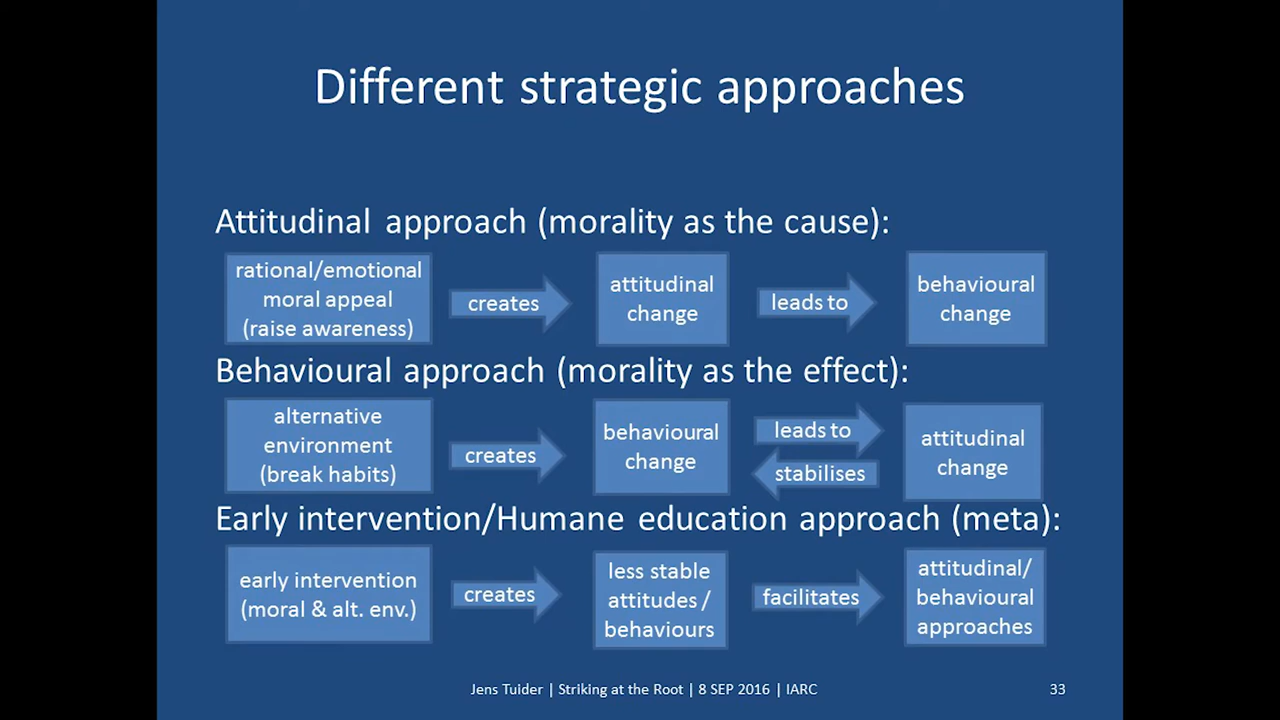 Different strategic approaches
Attitudinal approach (morality as the cause):
rational/emotional
moral appeal
(raise awareness)
creates
attitudinal
change
leads to
behavioural
change
Behavioural approach (morality as the effect):
alternative
environment
(break habits)
creates
behavioural
change
leads to
stabilises
attitudinal
change
Early intervention/Humane education approach (meta):
early intervention
(moral & alt. env.)
creates
less stable
attitudes /
behaviours
facilitates
attitudinal/
behavioural
approaches
Jens Tuider | Striking at the Root | 8 SEP 2016 | IARC
33